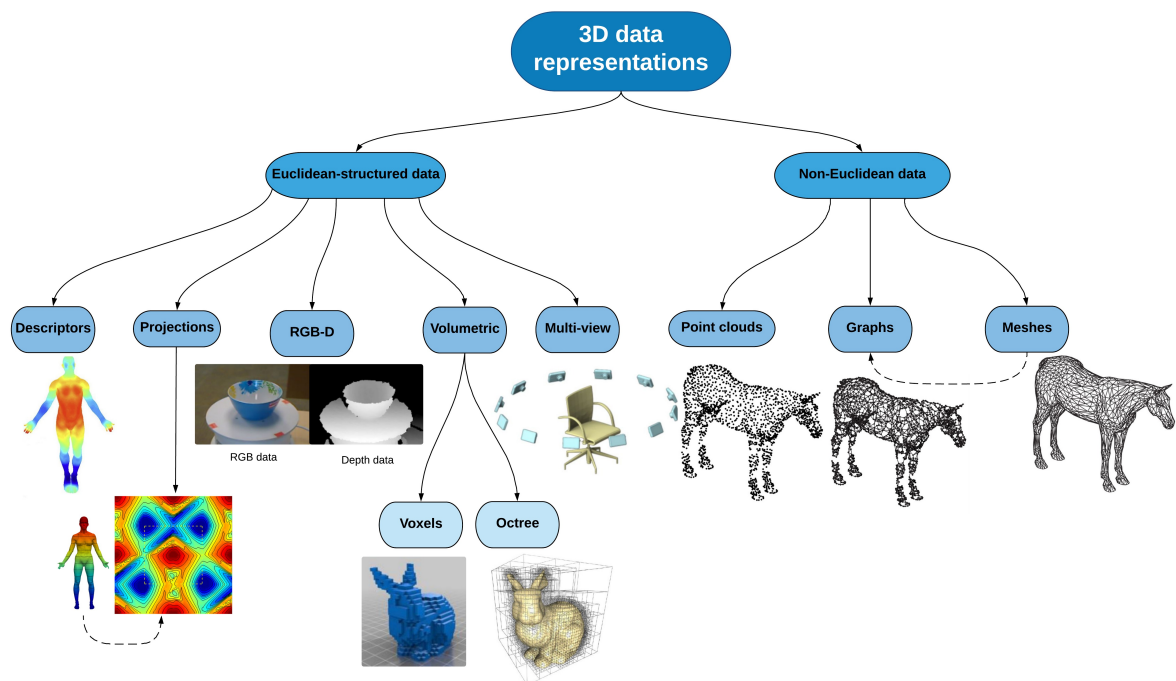 3D data
representations
Euclidean-structured data
Non-Euclidean data
Descriptors
Projections
RGB-D
Volumetric
Multi-view
Point clouds
Graphs
Meshes
RGB data
Depth data
Voxels
Octree